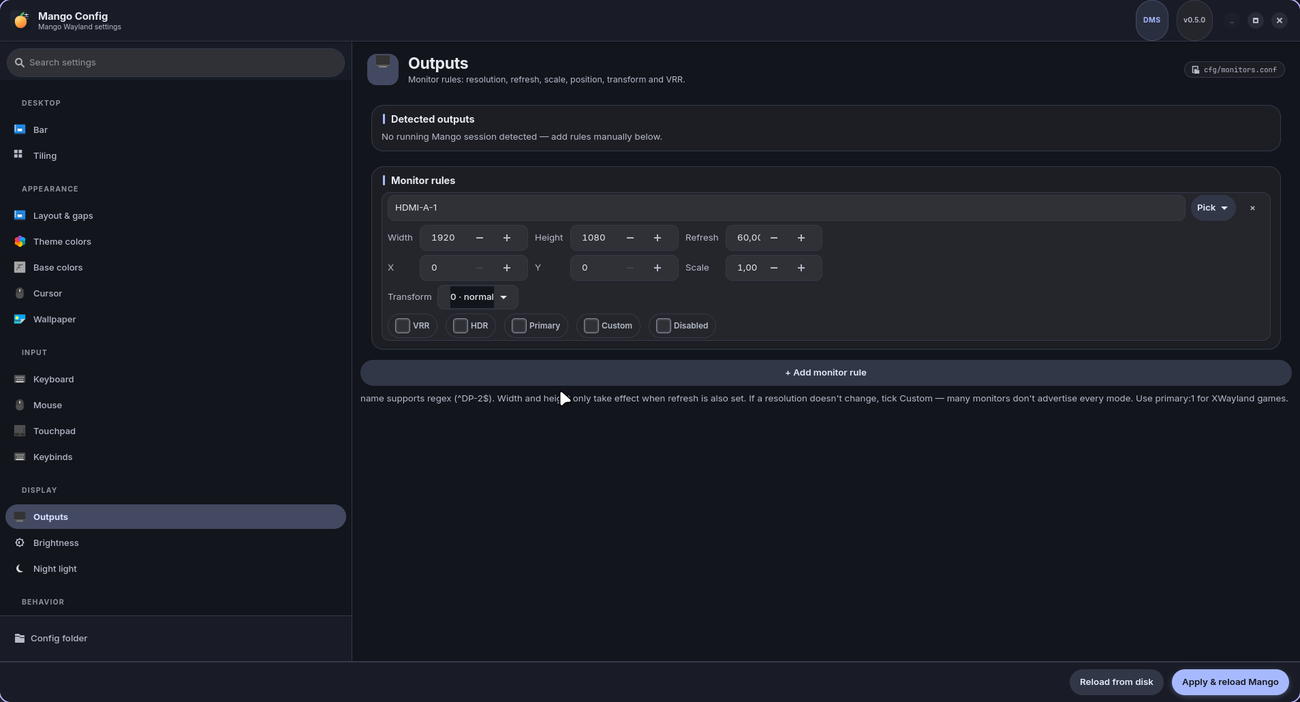 Mango Config
Mango Wayland settings
DMS
v0.5.0
Search settings
DESKTOP
Bar
Tiling
APPEARANCE
Layout & gaps
Theme colors
Base colors
Cursor
Wallpaper
INPUT
Keyboard
Mouse
Touchpad
Keybinds
DISPLAY
Outputs
Brightness
Night light
BEHAVIOR
Config folder
Outputs
Monitor rules: resolution, refresh, scale, position, transform and VRR.
cfg/monitors.conf
Detected outputs
No running Mango session detected — add rules manually below.
Monitor rules
HDMI-A-1
Pick
Width 1920 Height 1080 Refresh 60,00
X 0 Y 0 Scale 1,00
Transform 0 · normal
VRR HDR Primary Custom Disabled
+ Add monitor rule
name supports regex (^DP-2$). Width and only take effect when refresh is also set. If a resolution doesn't change, tick Custom — many monitors don't advertise every mode. Use primary:1 for XWayland games.
Reload from disk
Apply & reload Mango